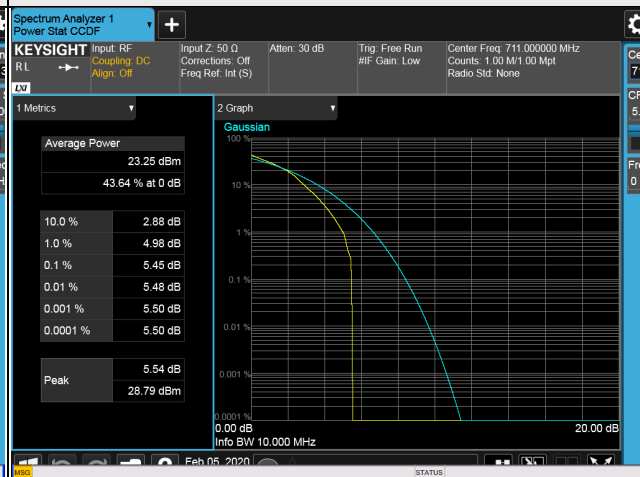 Spectrum Analyzer 1
Power Stat CCDF
KEYSIGHT
RL
LXI
Input: RF
Coupling: DC
Align: Off
Input Z: 50 Ω
Corrections: Off
Freq Ref: Int (S)
Atten: 30 dB
Trig: Free Run
#IF Gain: Low
Center Freq: 711.000000 MHz
Counts: 1.00 M/1.00 Mpt
Radio Std: None
1 Metrics
Average Power
23.25 dBm
43.64 % at 0 dB
10.0 % 2.88 dB
1.0 % 4.98 dB
0.1 % 5.45 dB
0.01 % 5.48 dB
0.001 % 5.50 dB
0.0001 % 5.50 dB
Peak
5.54 dB
28.79 dBm
2 Graph
Gaussian
100 %
10 %
1 %
0.1 %
0.01 %
0.001 %
0.0001 %
0.00 dB 20.00 dB
Info BW 10.000 MHz
Feb 05, 2020
MSG STATUS